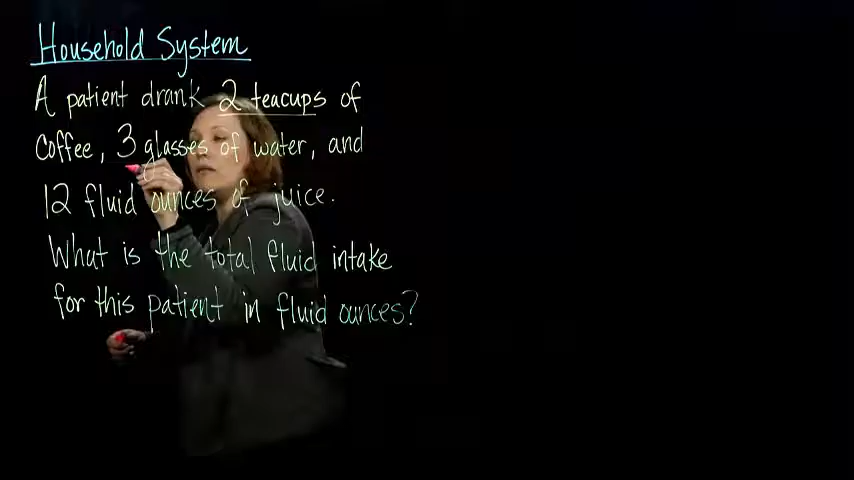 Household System
A patient drank 2 teacups of
coffee, 3 glasses of water, and
12 fluid ounces of juice.
What is the total fluid intake
for this patient in fluid ounces?